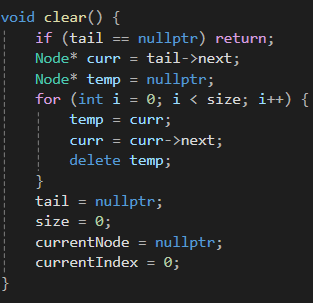 void clear() {
    if (tail == nullptr) return;
    Node* curr = tail->next;
    Node* temp = nullptr;
    for (int i = 0; i < size; i++) {
        temp = curr;
        curr = curr->next;
        delete temp;
    }
    tail = nullptr;
    size = 0;
    currentNode = nullptr;
    currentIndex = 0;
}